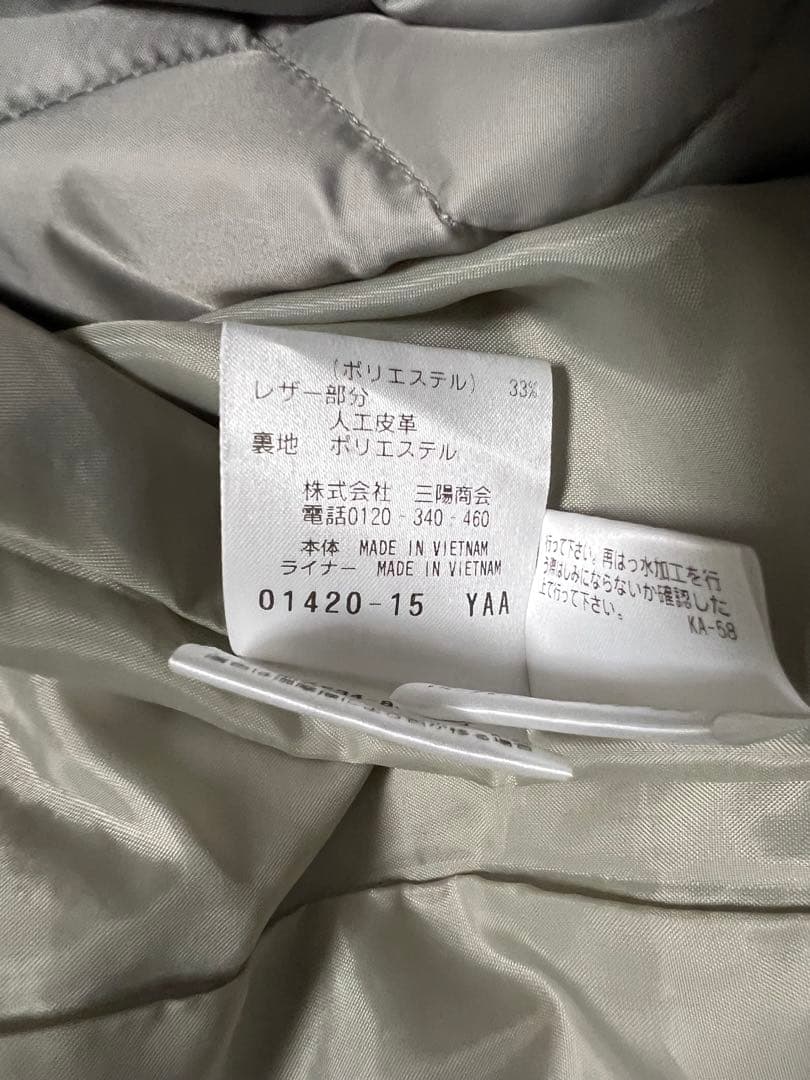 (ポリエステル) 33%
レザー部分
人工皮革
裏地 ポリエステル
株式会社 三陽商会
電話0120-340-460
本体 MADE IN VIETNAM
ライナー MADE IN VIETNAM
01420-15 YAA
行って下さい。再はっ水加工を行
う際はしみにならないか確認した
上で行って下さい。
KA-68